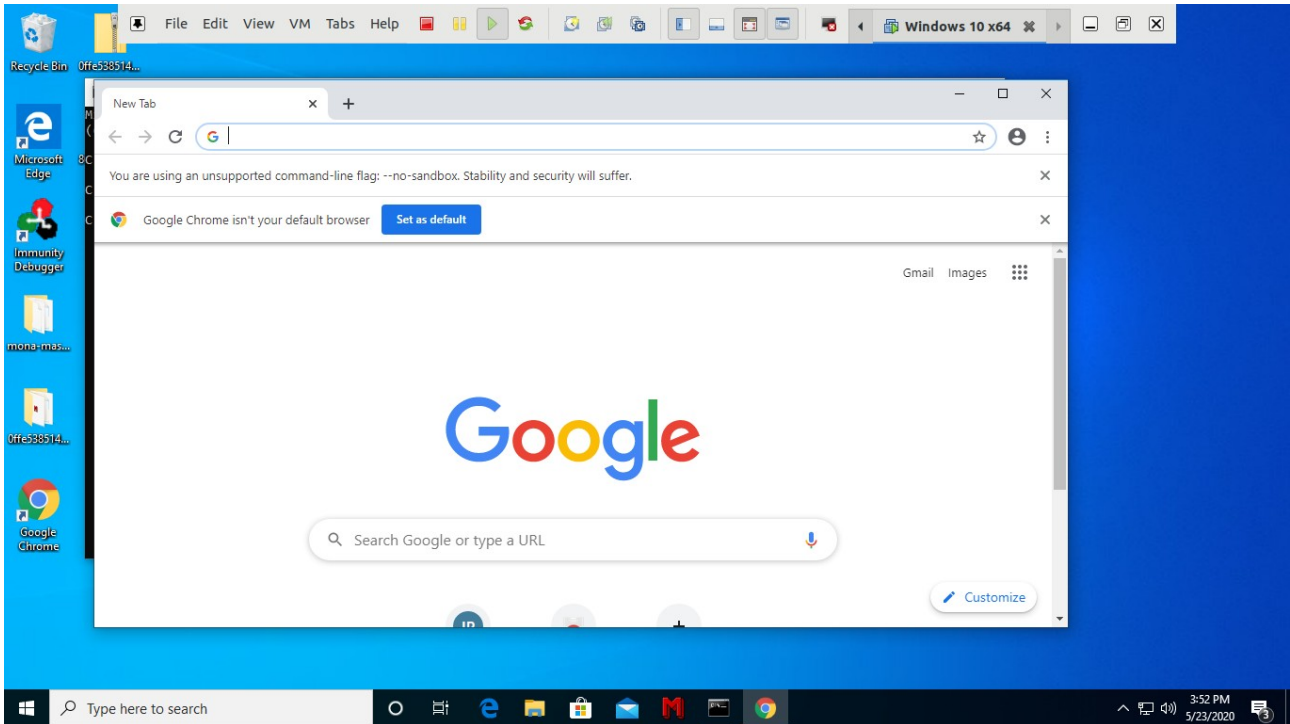 File Edit View VM Tabs Help
Windows 10 x64
Recycle Bin
0ffe538514...
New Tab
Microsoft
Edge
You are using an unsupported command-line flag: --no-sandbox. Stability and security will suffer.
Google Chrome isn't your default browser
Set as default
Immunity
Debugger
Gmail Images
mona-mas...
Google
0ffe538514...
Search Google or type a URL
Google
Chrome
Customize
Type here to search
3:52 PM
5/23/2020
3